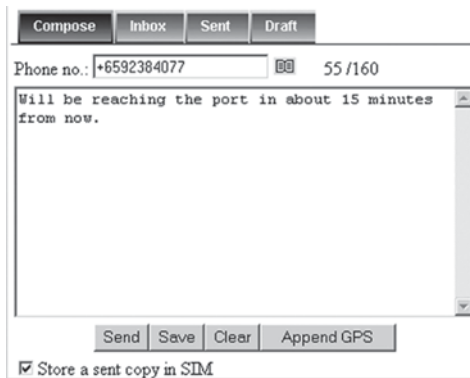 Compose Inbox Sent Draft
Phone no.: +6592384077 55 /160
Will be reaching the port in about 15 minutes
from now.
Send Save Clear Append GPS
Store a sent copy in SIM